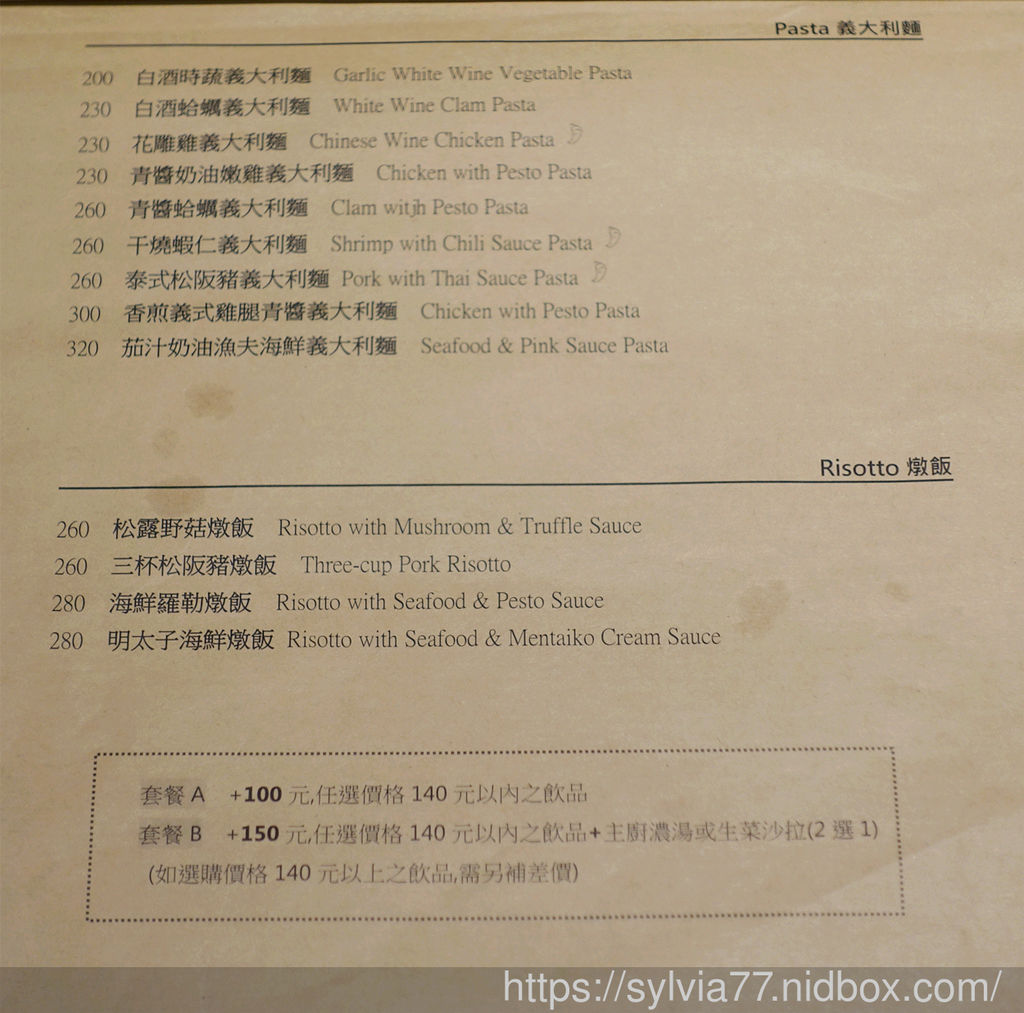 Pasta 義大利麵
200 白酒時蔬義大利麵 Garlic White Wine Vegetable Pasta
230 白酒蛤蠣義大利麵 White Wine Clam Pasta
230 花雕雞義大利麵 Chinese Wine Chicken Pasta
230 青醬奶油嫩雞義大利麵 Chicken with Pesto Pasta
260 青醬蛤蠣義大利麵 Clam witjh Pesto Pasta
260 干燒蝦仁義大利麵 Shrimp with Chili Sauce Pasta
260 泰式松阪豬義大利麵 Pork with Thai Sauce Pasta
300 香煎義式雞腿青醬義大利麵 Chicken with Pesto Pasta
320 茄汁奶油漁夫海鮮義大利麵 Seafood & Pink Sauce Pasta
Risotto 燉飯
260 松露野菇燉飯 Risotto with Mushroom & Truffle Sauce
260 三杯松阪豬燉飯 Three-cup Pork Risotto
280 海鮮羅勒燉飯 Risotto with Seafood & Pesto Sauce
280 明太子海鮮燉飯 Risotto with Seafood & Mentaiko Cream Sauce
套餐 A +100 元,任選價格 140 元以內之飲品
套餐 B +150 元,任選價格 140 元以內之飲品+主廚濃湯或生菜沙拉(2 選 1)
(如選購價格 140 元以上之飲品,需另補差價)
https://sylvia77.nidbox.com/